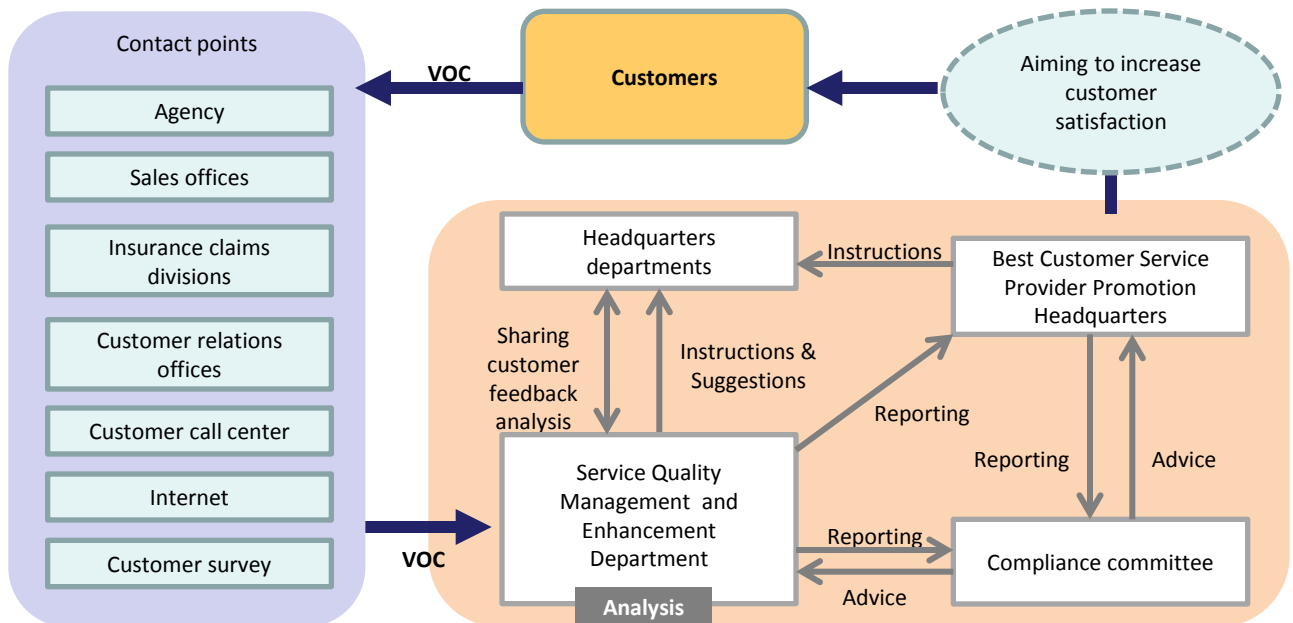 Contact points
Agency
Sales offices
Insurance claims
divisions
Customer relations
offices
Customer call center
Internet
Customer survey
VOC
Customers
Aiming to increase
customer
satisfaction
VOC
Headquarters
departments
Instructions
Best Customer Service
Provider Promotion
Headquarters
Sharing
customer
feedback
analysis
Instructions &
Suggestions
Reporting
Reporting
Advice
Service Quality
Management and
Enhancement
Department
Analysis
Reporting
Advice
Compliance committee